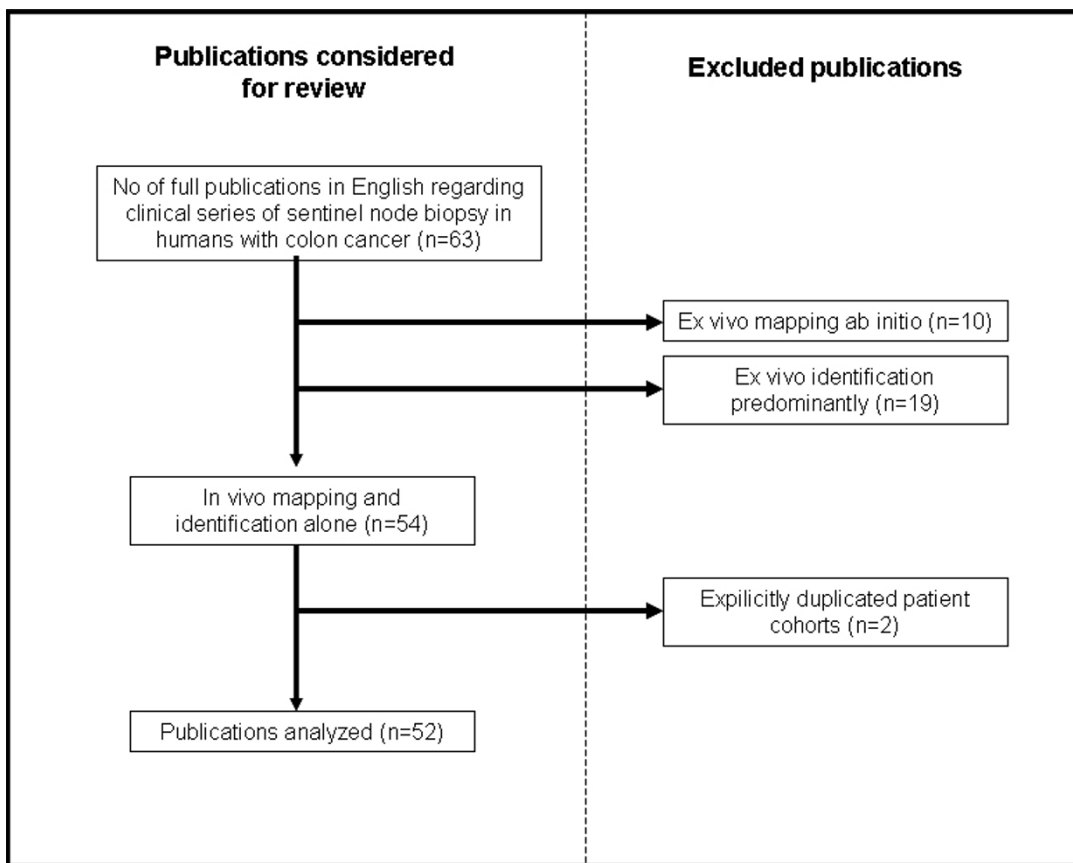 Publications considered
for review
Excluded publications
No of full publications in English regarding
clinical series of sentinel node biopsy in
humans with colon cancer (n=63)
Ex vivo mapping ab initio (n=10)
Ex vivo identification
predominantly (n=19)
In vivo mapping and
identification alone (n=54)
Expilicitly duplicated patient
cohorts (n=2)
Publications analyzed (n=52)